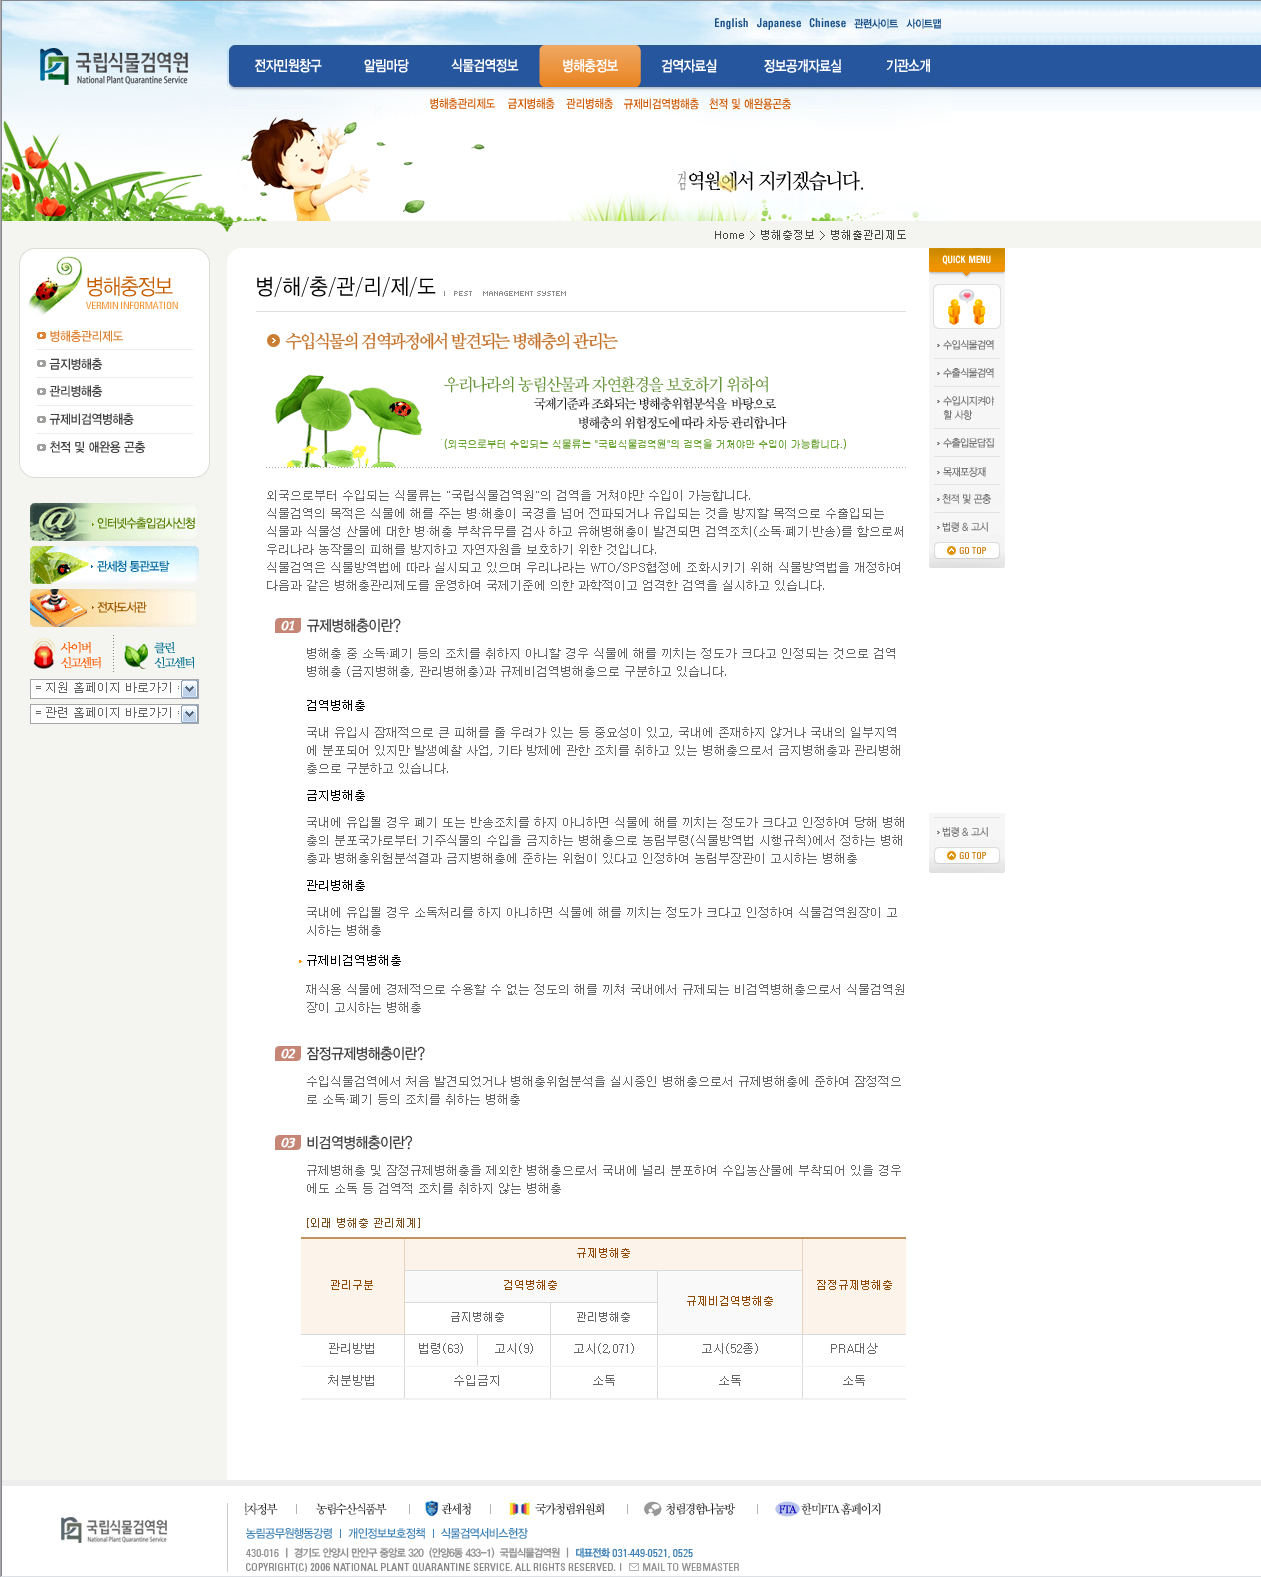 English Japanese Chinese 관련사이트 사이트맵
국립식물검역원
National Plant Quarantine Service
전자민원창구 알림마당 식물검역정보 병해충정보 검역자료실 정보공개자료실 기관소개
병해충관리제도 금지병해충 관리병해충 규제비검역병해충 천적 및 애완용곤충
검역원에서 지키겠습니다.
Home > 병해충정보 > 병해충관리제도
병해충정보
VERMIN INFORMATION
병해충관리제도
금지병해충
관리병해충
규제비검역병해충
천적 및 애완용 곤충
@ 인터넷수출입검사신청
관세청 통관포탈
전자도서관
사이버 신고센터
클린 신고센터
= 지원 홈페이지 바로가기 =
= 관련 홈페이지 바로가기 =
병/해/충/관/리/제/도 | PEST MANAGEMENT SYSTEM
수입식물의 검역과정에서 발견되는 병해충의 관리는
우리나라의 농림산물과 자연환경을 보호하기 위하여
국제기준과 조화되는 병해충위험분석을 바탕으로
병해충의 위험정도에 따라 차등 관리합니다
(외국으로부터 수입되는 식물류는 "국립식물검역원"의 검역을 거쳐야만 수입이 가능합니다.)
외국으로부터 수입되는 식물류는 "국립식물검역원"의 검역을 거쳐야만 수입이 가능합니다.
식물검역의 목적은 식물에 해를 주는 병·해충이 국경을 넘어 전파되거나 유입되는 것을 방지할 목적으로 수출입되는
식물과 식물성 산물에 대한 병·해충 부착유무를 검사 하고 유해병해충이 발견되면 검역조치(소독·폐기·반송)를 함으로써
우리나라 농작물의 피해를 방지하고 자연자원을 보호하기 위한 것입니다.
식물검역은 식물방역법에 따라 실시되고 있으며 우리나라는 WTO/SPS협정에 조화시키기 위해 식물방역법을 개정하여
다음과 같은 병해충관리제도를 운영하여 국제기준에 의한 과학적이고 엄격한 검역을 실시하고 있습니다.
01 규제병해충이란?
병해충 중 소독·폐기 등의 조치를 취하지 아니할 경우 식물에 해를 끼치는 정도가 크다고 인정되는 것으로 검역
병해충 (금지병해충, 관리병해충)과 규제비검역병해충으로 구분하고 있습니다.
검역병해충
국내 유입시 잠재적으로 큰 피해를 줄 우려가 있는 등 중요성이 있고, 국내에 존재하지 않거나 국내의 일부지역
에 분포되어 있지만 발생예찰 사업, 기타 방제에 관한 조치를 취하고 있는 병해충으로서 금지병해충과 관리병해
충으로 구분하고 있습니다.
금지병해충
국내에 유입될 경우 폐기 또는 반송조치를 하지 아니하면 식물에 해를 끼치는 정도가 크다고 인정하여 당해 병해
충의 분포국가로부터 기주식물의 수입을 금지하는 병해충으로 농림부령(식물방역법 시행규칙)에서 정하는 병해
충과 병해충위험분석결과 금지병해충에 준하는 위험이 있다고 인정하여 농림부장관이 고시하는 병해충
관리병해충
국내에 유입될 경우 소독처리를 하지 아니하면 식물에 해를 끼치는 정도가 크다고 인정하여 식물검역원장이 고
시하는 병해충
규제비검역병해충
재식용 식물에 경제적으로 수용할 수 없는 정도의 해를 끼쳐 국내에서 규제되는 비검역병해충으로서 식물검역원
장이 고시하는 병해충
02 잠정규제병해충이란?
수입식물검역에서 처음 발견되었거나 병해충위험분석을 실시중인 병해충으로서 규제병해충에 준하여 잠정적으
로 소독·폐기 등의 조치를 취하는 병해충
03 비검역병해충이란?
규제병해충 및 잠정규제병해충을 제외한 병해충으로서 국내에 널리 분포하여 수입농산물에 부착되어 있을 경우
에도 소독 등 검역적 조치를 취하지 않는 병해충
[외래 병해충 관리체계]
관리구분 규제병해충 잠정규제병해충
검역병해충 규제비검역병해충
금지병해충 관리병해충
관리방법 법령(63) 고시(9) 고시(2,071) 고시(52종) PRA대상
처분방법 수입금지 소독 소독 소독
QUICK MENU
수입식물검역
수출식물검역
수입시지켜야
할 사항
수출입문답집
목재포장재
천적 및 곤충
법령 & 고시
GO TOP
법령 & 고시
GO TOP
국립식물검역원
National Plant Quarantine Service
자정부 | 농림수산식품부 | 관세청 | 국가청렴위원회 | 청렴경험나눔방 | FTA 한미FTA 홈페이지
농림공무원행동강령 | 개인정보보호정책 | 식물검역서비스헌장
430-016 | 경기도 안양시 만안구 중앙로 320 (안양6동 433-1) 국립식물검역원 | 대표전화 031-449-0521, 0525
COPYRIGHT(C) 2006 NATIONAL PLANT QUARANTINE SERVICE. ALL RIGHTS RESERVED. | MAIL TO WEBMASTER